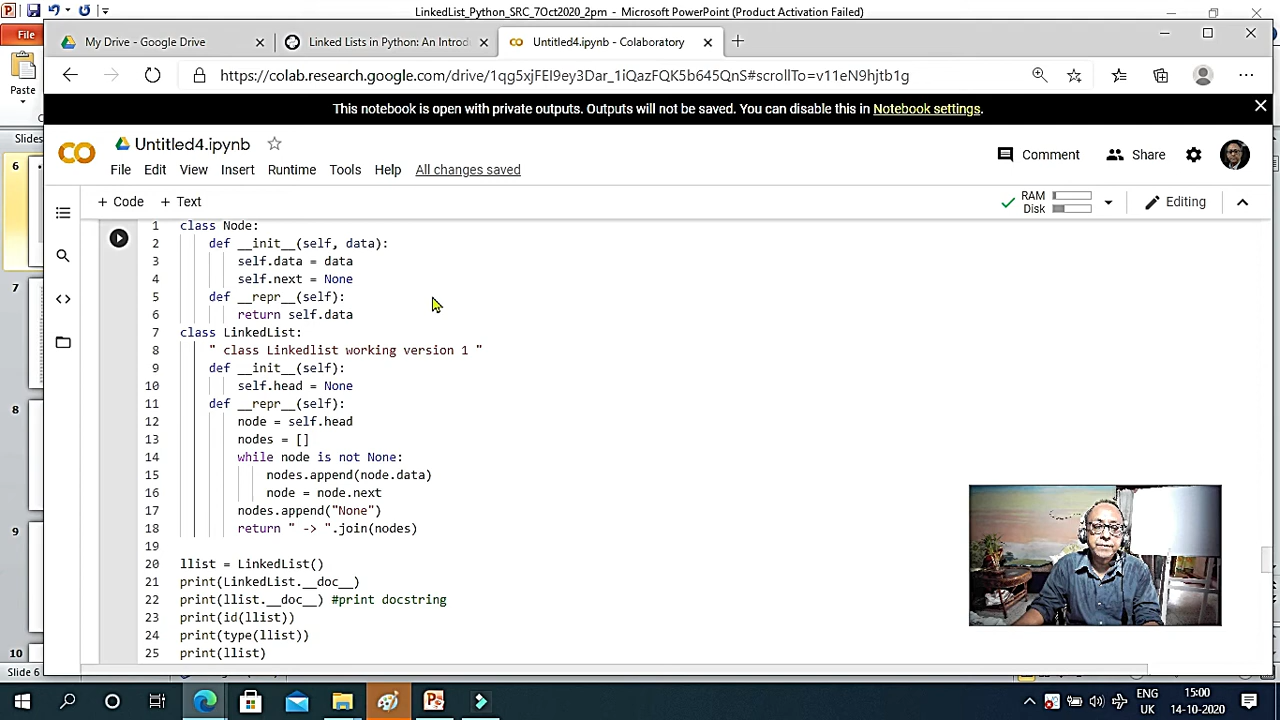 LinkedList_Python_SRC_7Oct2020_2pm - Microsoft PowerPoint (Product Activation Failed)
File
My Drive - Google Drive
Linked Lists in Python: An Introd
Untitled4.ipynb - Colaboratory
Paste
https://colab.research.google.com/drive/1qg5xjFEI9ey3Dar_1iQazFQK5b645QnS#scrollTo=v11eN9hjtb1g
This notebook is open with private outputs. Outputs will not be saved. You can disable this in Notebook settings.
Slides
CO
Untitled4.ipynb
Comment
Share
File Edit View Insert Runtime Tools Help All changes saved
+ Code + Text
RAM
Disk
Editing
6
7
8
9
10
1 class Node:
2     def __init__(self, data):
3         self.data = data
4         self.next = None
5     def __repr__(self):
6         return self.data
7 class LinkedList:
8     " class Linkedlist working version 1 "
9     def __init__(self):
10         self.head = None
11     def __repr__(self):
12         node = self.head
13         nodes = []
14         while node is not None:
15             nodes.append(node.data)
16             node = node.next
17         nodes.append("None")
18         return " -> ".join(nodes)
19
20 llist = LinkedList()
21 print(LinkedList.__doc__)
22 print(llist.__doc__) #print docstring
23 print(id(llist))
24 print(type(llist))
25 print(llist)
Slide 6
ENG
UK
15:00
14-10-2020